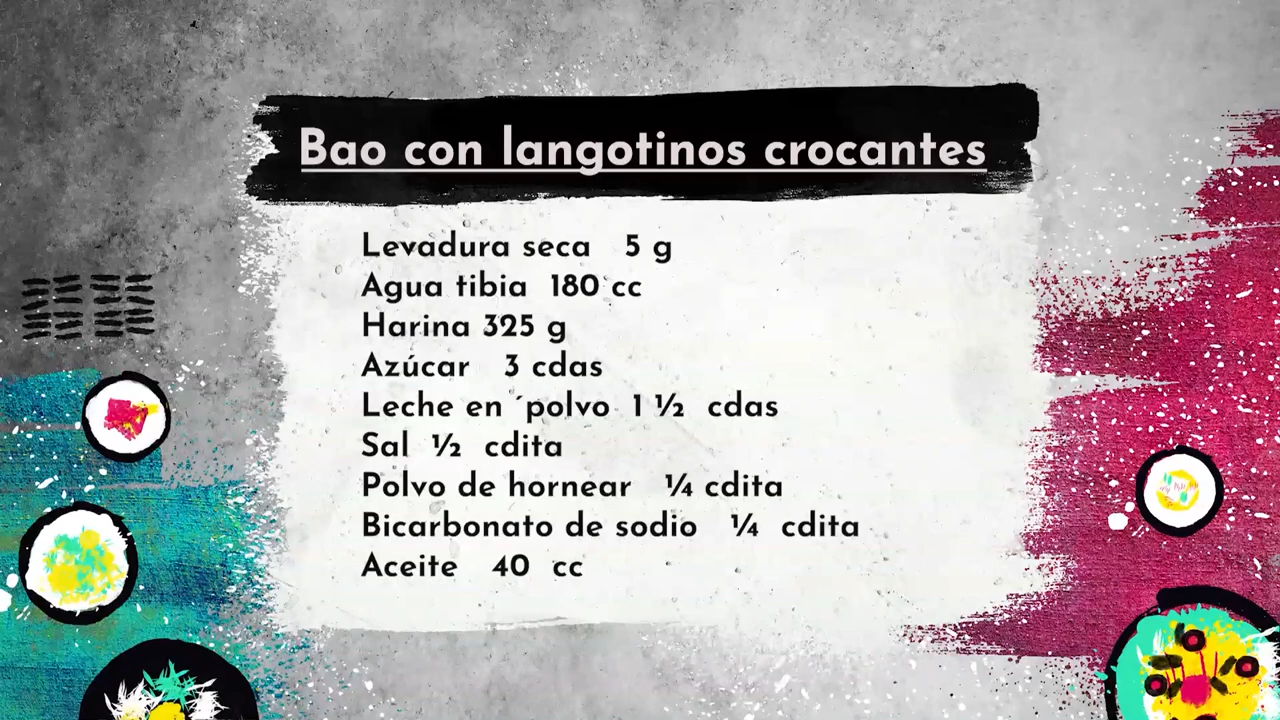 Bao con langotinos crocantes
Levadura seca 5 g
Agua tibia 180 cc
Harina 325 g
Azúcar 3 cdas
Leche en ´polvo 1 ½ cdas
Sal ½ cdita
Polvo de hornear ¼ cdita
Bicarbonato de sodio ¼ cdita
Aceite 40 cc